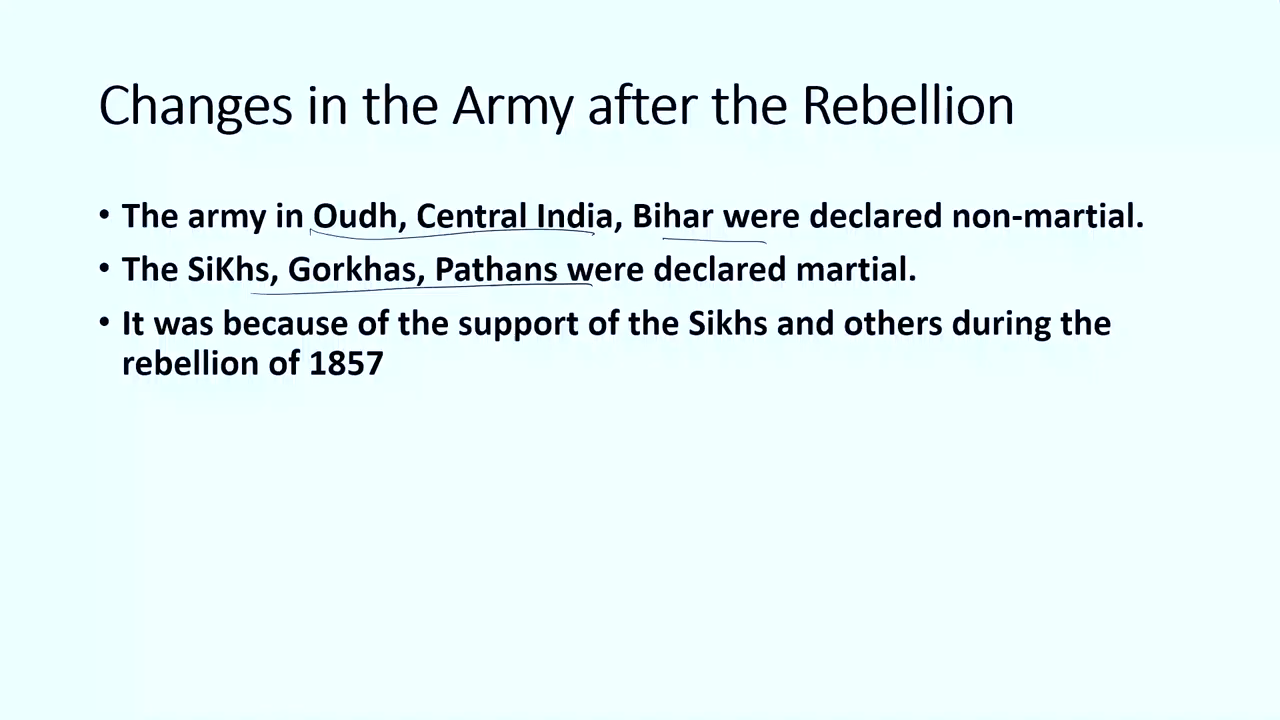 Changes in the Army after the Rebellion
• The army in Oudh, Central India, Bihar were declared non-martial.
• The SiKhs, Gorkhas, Pathans were declared martial.
• It was because of the support of the Sikhs and others during the
rebellion of 1857